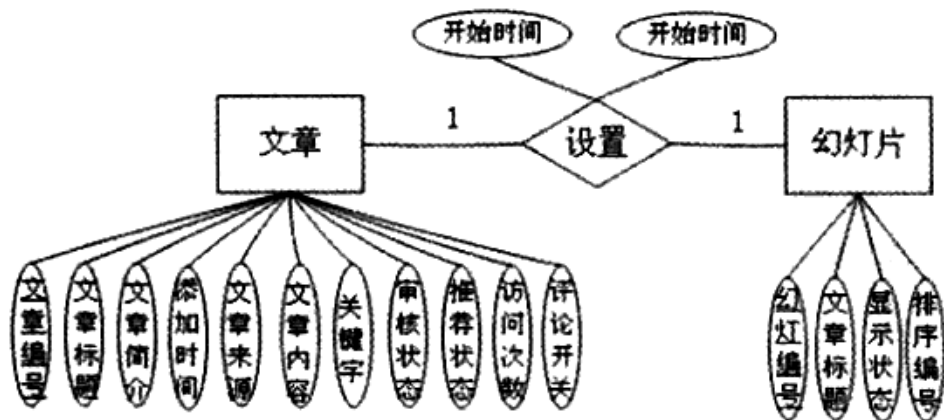 开始时间
开始时间
文章
1
设置
1
幻灯片
文章编号
文章标题
文章简介
添加时间
文章来源
文章内容
关键字
审核状态
推荐状态
访问次数
评论开关
幻灯编号
文章标题
显示状态
排序编号